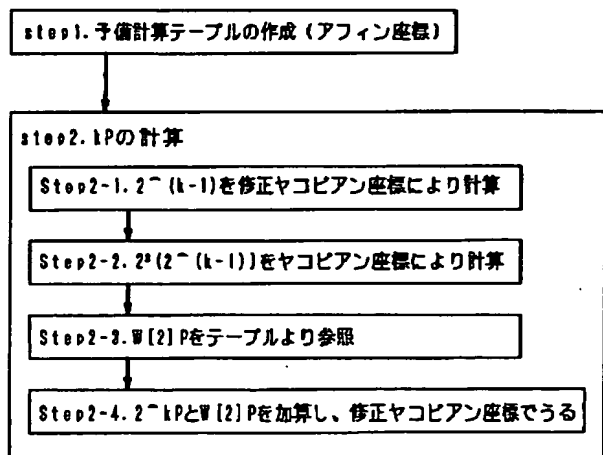 step1.予備計算テーブルの作成（アフィン座標）
step2.kPの計算
Step2-1.2^(k-1)を修正ヤコビアン座標により計算
Step2-2.2*(2^(k-1))をヤコビアン座標により計算
Step2-3.W[2]Pをテーブルより参照
Step2-4.2^kPとW[2]Pを加算し、修正ヤコビアン座標でうる